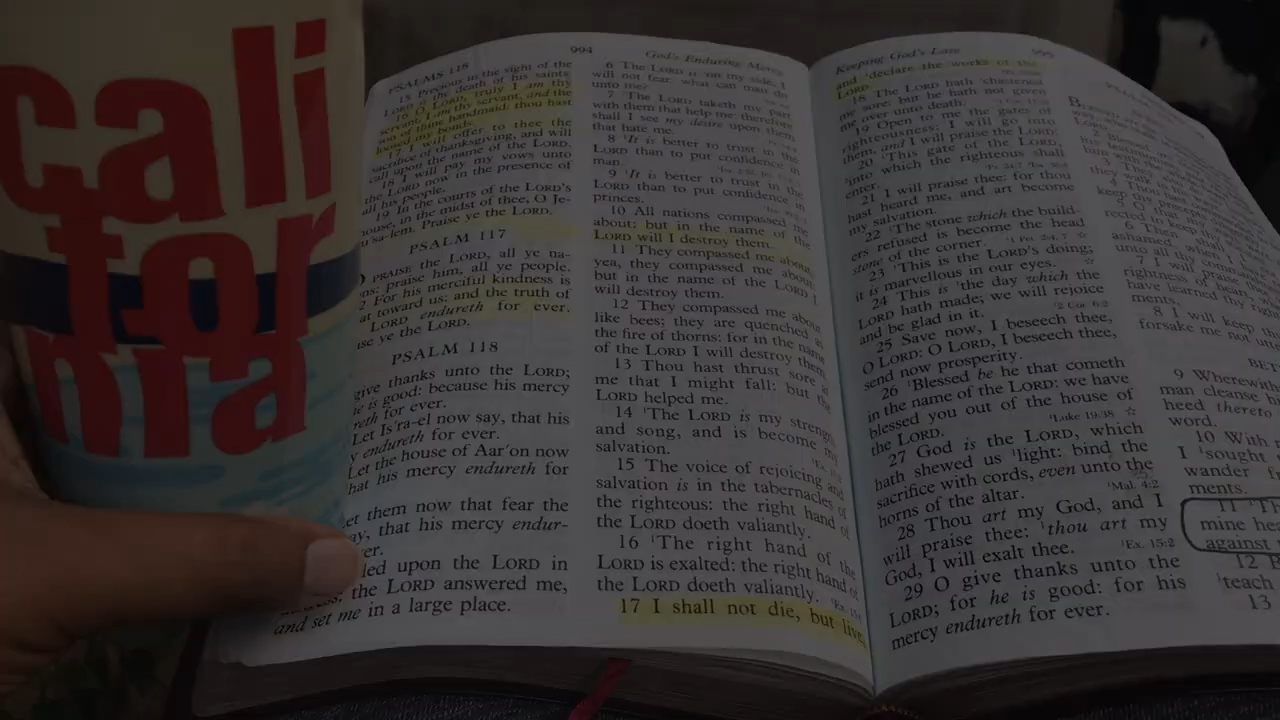 cali
for
nia
994
PSALMS 118
15 Precious in the sight of the
LORD is the death of his saints.
16 O LORD, truly I am thy
servant; I am thy servant, and the
son of thine handmaid: thou hast
loosed my bonds.
17 I will offer to thee the
sacrifice of thanksgiving, and will
call upon the name of the LORD.
18 I will pay my vows unto
the LORD now in the presence of
all his people,
19 In the courts of the LORD'S
house, in the midst of thee, O Je-
sa-lem. Praise ye the LORD.
PSALM 117
PRAISE the LORD, all ye na-
praise him, all ye people.
For his merciful kindness is
toward us: and the truth of
LORD endureth for ever.
ye the LORD.
PSALM 118
give thanks unto the LORD;
is good: because his mercy
for ever.
Let Is'ra-el now say, that his
endureth for ever.
Let the house of Aar'on now
that his mercy endureth for
them now that fear the
that his mercy endur-
upon the LORD in
the LORD answered me,
and set me in a large place.
God's Enduring Mercy
6 The LORD is on my side; I
will not fear: what can man do
unto me?
7 The LORD taketh my part
with them that help me: therefore
shall I see my desire upon them
that hate me.
8 It is better to trust in the
LORD than to put confidence in
man.
9 It is better to trust in the
LORD than to put confidence in
princes.
10 All nations compassed me
about: but in the name of the
LORD will I destroy them.
11 They compassed me about;
yea, they compassed me about:
but in the name of the LORD I
will destroy them.
12 They compassed me about
like bees; they are quenched as
the fire of thorns: for in the name
of the LORD I will destroy them.
13 Thou hast thrust sore at
me that I might fall: but the
LORD helped me.
14 The LORD is my strength
and song, and is become my
salvation.
15 The voice of rejoicing and
salvation is in the tabernacles of
the righteous: the right hand of
the LORD doeth valiantly.
16 The right hand of the
LORD is exalted: the right hand of
the LORD doeth valiantly.
17 I shall not die, but live,
Keeping God's Laws
995
and declare the works of the
LORD.
18 The LORD hath chastened
me sore: but he hath not given
me over unto death.
19 Open to me the gates of
righteousness: I will go into
them, and I will praise the LORD:
20 This gate of the LORD,
into which the righteous shall
enter.
21 I will praise thee: for thou
hast heard me, and art become
my salvation.
22 The stone which the build-
ers refused is become the head
stone of the corner.
23 This is the LORD'S doing;
it is marvellous in our eyes.
24 This is the day which the
LORD hath made; we will rejoice
and be glad in it.
25 Save now, I beseech thee,
O LORD: O LORD, I beseech thee,
send now prosperity.
26 Blessed be he that cometh
in the name of the LORD: we have
blessed you out of the house of
the LORD. Luke 19:38 ☆
27 God is the LORD, which
hath shewed us light: bind the
sacrifice with cords, even unto the
horns of the altar. Mal. 4:2
28 Thou art my God, and I
will praise thee: thou art my
God, I will exalt thee. Ex. 15:2
29 O give thanks unto the
LORD; for he is good: for his
mercy endureth for ever.
8 I will keep
forsake me not
9 Wherewith
man cleanse
heed thereto
word.
10 With
I sought
wander
ments.
11
mine
against
12
teach
13